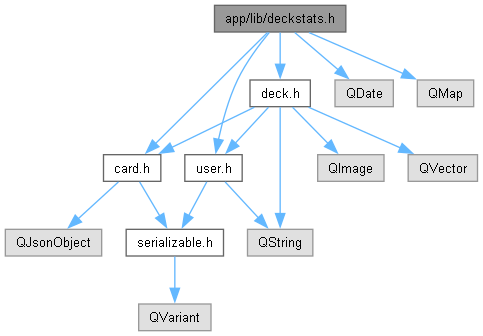 app/lib/deckstats.h
deck.h
QDate
QMap
card.h
user.h
QImage
QVector
QJsonObject
serializable.h
QString
QVariant